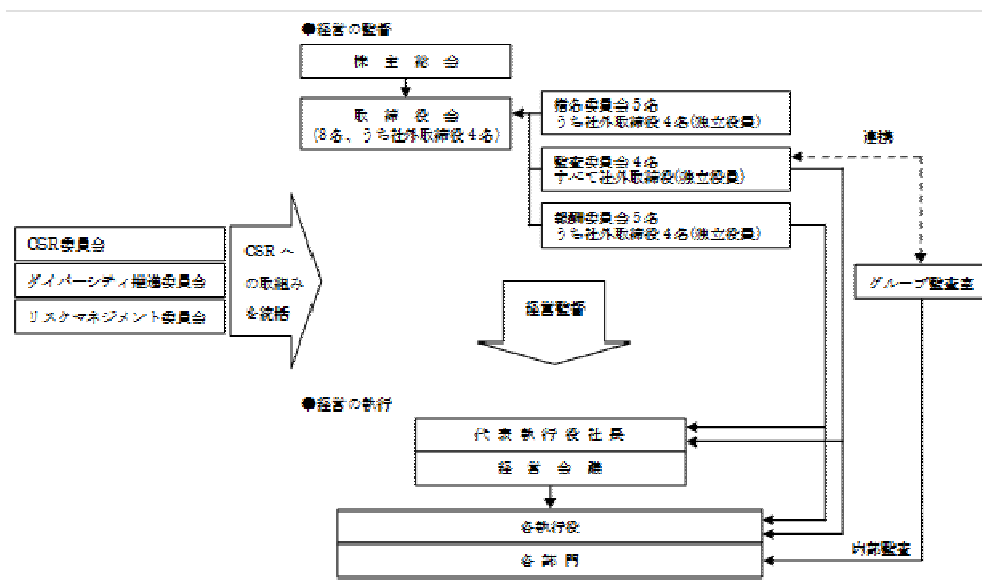 ●経営の監督
株主総会
取締役会
(8名、うち社外取締役4名)
指名委員会5名
うち社外取締役4名(独立役員)
監査委員会4名
すべて社外取締役(独立役員)
報酬委員会5名
うち社外取締役4名(独立役員)
連携
グループ監査室
CSR委員会
ダイバーシティ推進委員会
リスクマネジメント委員会
CSRへ
の取組み
を統括
経営監督
●経営の執行
代表執行役社長
経営会議
各執行役
各部門
内部監査